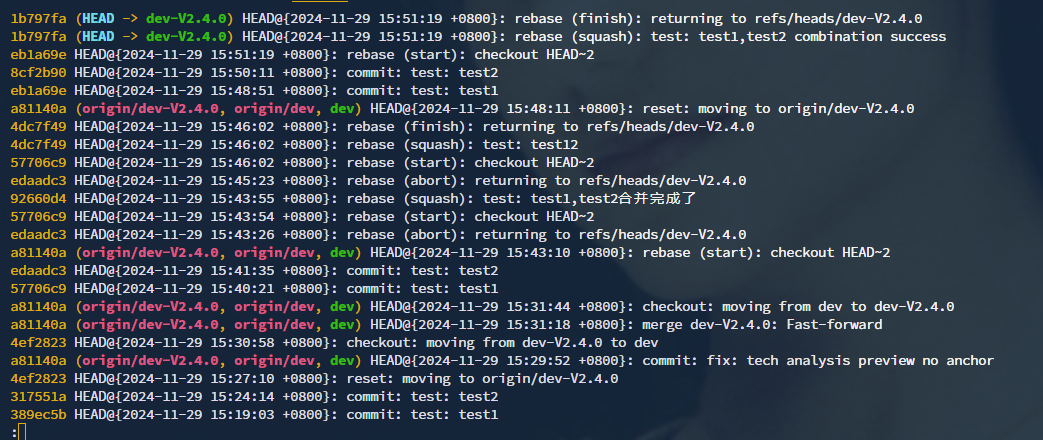 1b797fa (HEAD -> dev-V2.4.0) HEAD@{2024-11-29 15:51:19 +0800}: rebase (finish): returning to refs/heads/dev-V2.4.0
1b797fa (HEAD -> dev-V2.4.0) HEAD@{2024-11-29 15:51:19 +0800}: rebase (squash): test: test1,test2 combination success
eb1a69e HEAD@{2024-11-29 15:51:19 +0800}: rebase (start): checkout HEAD~2
8cf2b90 HEAD@{2024-11-29 15:50:11 +0800}: commit: test: test2
eb1a69e HEAD@{2024-11-29 15:48:51 +0800}: commit: test: test1
a81140a (origin/dev-V2.4.0, origin/dev, dev) HEAD@{2024-11-29 15:48:11 +0800}: reset: moving to origin/dev-V2.4.0
4dc7f49 HEAD@{2024-11-29 15:46:02 +0800}: rebase (finish): returning to refs/heads/dev-V2.4.0
4dc7f49 HEAD@{2024-11-29 15:46:02 +0800}: rebase (squash): test: test12
57706c9 HEAD@{2024-11-29 15:46:02 +0800}: rebase (start): checkout HEAD~2
edaadc3 HEAD@{2024-11-29 15:45:23 +0800}: rebase (abort): returning to refs/heads/dev-V2.4.0
92660d4 HEAD@{2024-11-29 15:43:55 +0800}: rebase (squash): test: test1,test2合并完成了
57706c9 HEAD@{2024-11-29 15:43:54 +0800}: rebase (start): checkout HEAD~2
edaadc3 HEAD@{2024-11-29 15:43:26 +0800}: rebase (abort): returning to refs/heads/dev-V2.4.0
a81140a (origin/dev-V2.4.0, origin/dev, dev) HEAD@{2024-11-29 15:43:10 +0800}: rebase (start): checkout HEAD~2
edaadc3 HEAD@{2024-11-29 15:41:35 +0800}: commit: test: test2
57706c9 HEAD@{2024-11-29 15:40:21 +0800}: commit: test: test1
a81140a (origin/dev-V2.4.0, origin/dev, dev) HEAD@{2024-11-29 15:31:44 +0800}: checkout: moving from dev to dev-V2.4.0
a81140a (origin/dev-V2.4.0, origin/dev, dev) HEAD@{2024-11-29 15:31:18 +0800}: merge dev-V2.4.0: Fast-forward
4ef2823 HEAD@{2024-11-29 15:30:58 +0800}: checkout: moving from dev-V2.4.0 to dev
a81140a (origin/dev-V2.4.0, origin/dev, dev) HEAD@{2024-11-29 15:29:52 +0800}: commit: fix: tech analysis preview no anchor
4ef2823 HEAD@{2024-11-29 15:27:10 +0800}: reset: moving to origin/dev-V2.4.0
317551a HEAD@{2024-11-29 15:24:14 +0800}: commit: test: test2
389ec5b HEAD@{2024-11-29 15:19:03 +0800}: commit: test: test1
: